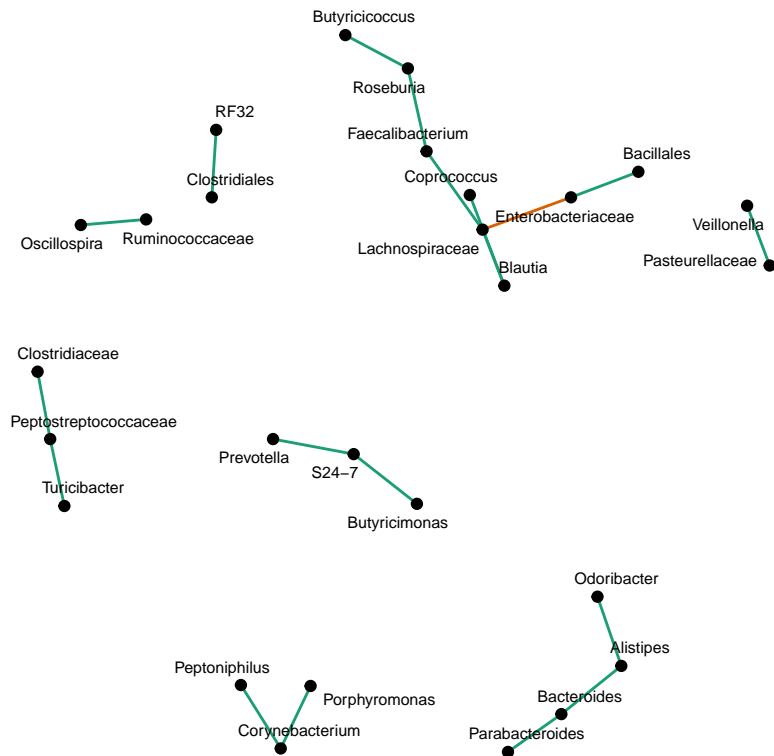 Butyricicoccus
Roseburia
RF32
Faecalibacterium
Bacillales
Coprococcus
Clostridiales
Enterobacteriaceae
Veillonella
Oscillospira
Ruminococcaceae
Lachnospiraceae
Pasteurellaceae
Blautia
Clostridiaceae
Peptostreptococcaceae
Prevotella
S24−7
Turicibacter
Butyricimonas
Odoribacter
Alistipes
Peptoniphilus
Porphyromonas
Bacteroides
Corynebacterium
Parabacteroides